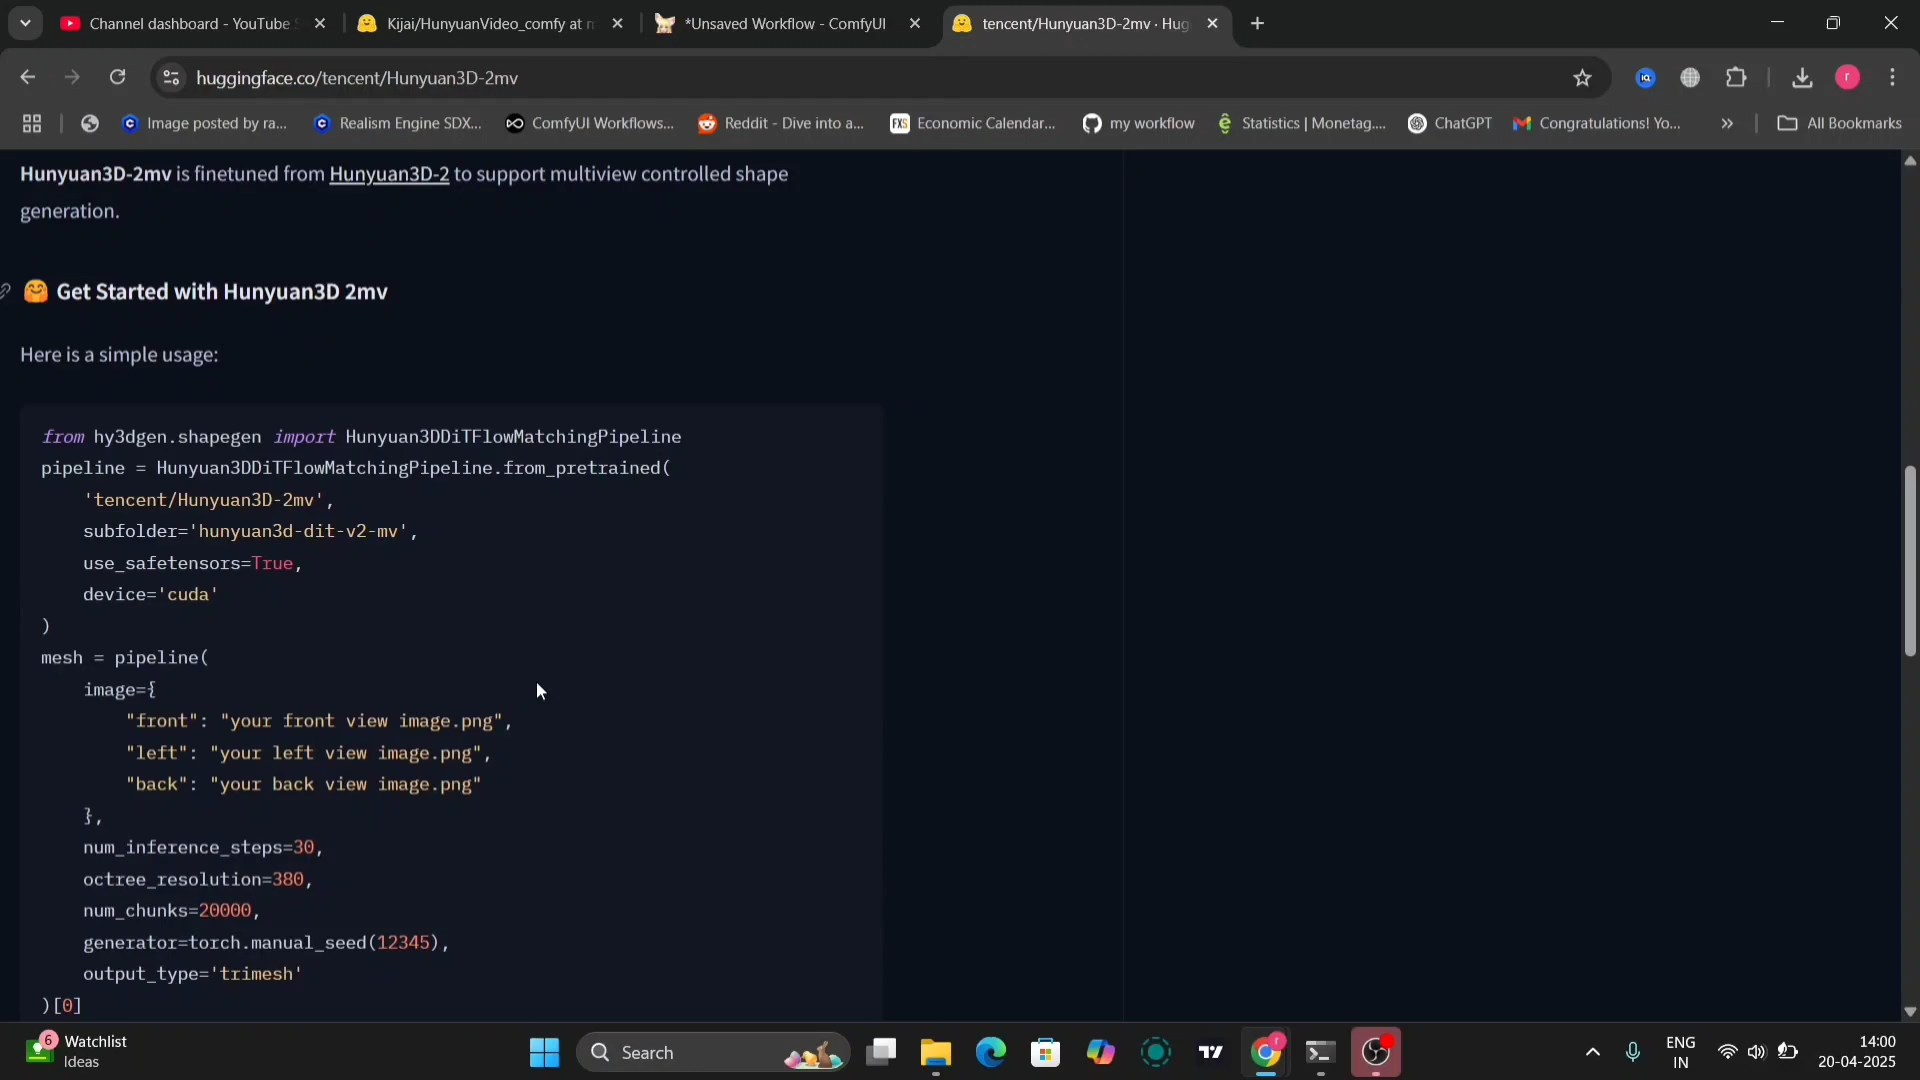 Channel dashboard - YouTube S
Kijai/HunyuanVideo_comfy at m
*Unsaved Workflow - ComfyUI
tencent/Hunyuan3D-2mv · Hug
huggingface.co/tencent/Hunyuan3D-2mv
r
Image posted by ra...
Realism Engine SDX...
ComfyUI Workflows...
Reddit - Dive into a...
FXS
Economic Calendar...
my workflow
Statistics | Monetag....
ChatGPT
Congratulations! Yo...
All Bookmarks
Hunyuan3D-2mv is finetuned from Hunyuan3D-2 to support multiview controlled shape
generation.
Get Started with Hunyuan3D 2mv
Here is a simple usage:
from hy3dgen.shapegen import Hunyuan3DDiTFlowMatchingPipeline
pipeline = Hunyuan3DDiTFlowMatchingPipeline.from_pretrained(
'tencent/Hunyuan3D-2mv',
subfolder='hunyuan3d-dit-v2-mv',
use_safetensors=True,
device='cuda'
)
mesh = pipeline(
image={
"front": "your front view image.png",
"left": "your left view image.png",
"back": "your back view image.png"
},
num_inference_steps=30,
octree_resolution=380,
num_chunks=20000,
generator=torch.manual_seed(12345),
output_type='trimesh'
)[0]
6
Watchlist
Ideas
Search
ENG
IN
14:00
20-04-2025